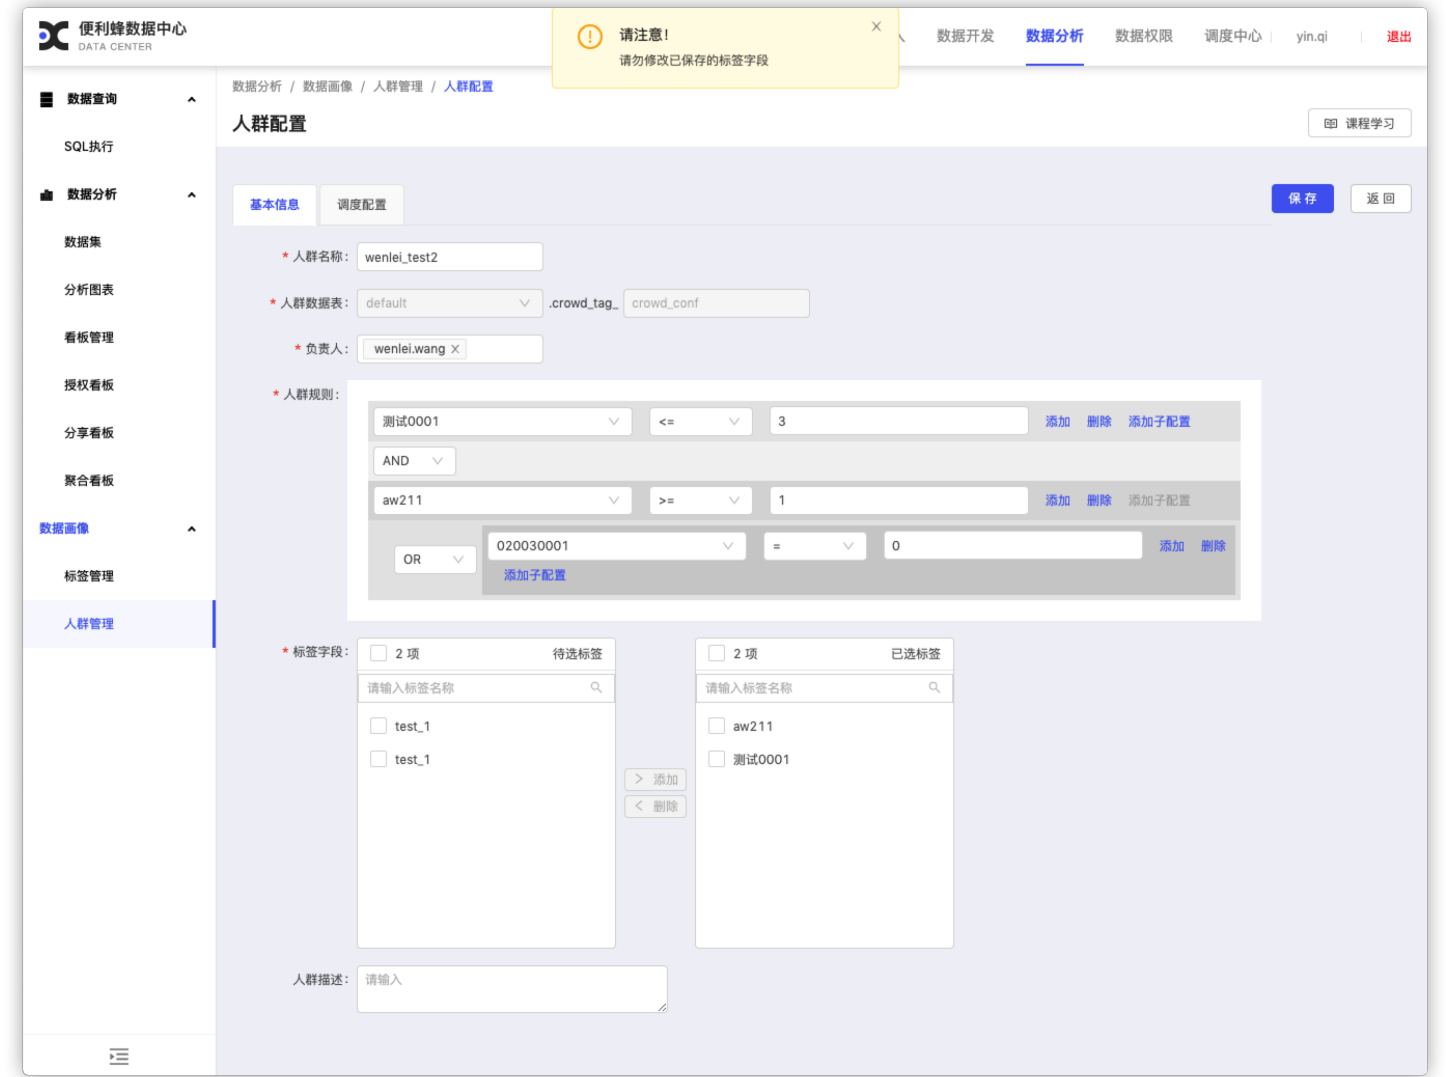 便利蜂数据中心
DATA CENTER
请注意！
请勿修改已保存的标签字段
数据开发
数据分析
数据权限
调度中心
yin.qi
退出
数据查询
SQL执行
数据分析
数据集
分析图表
看板管理
授权看板
分享看板
聚合看板
数据画像
标签管理
人群管理
数据分析 / 数据画像 / 人群管理 / 人群配置
人群配置
课程学习
基本信息
调度配置
保 存
返 回
* 人群名称： wenlei_test2
* 人群数据表： default .crowd_tag_ crowd_conf
* 负责人： wenlei.wang
* 人群规则：
测试0001 <= 3 添加 删除 添加子配置
AND
aw211 >= 1 添加 删除 添加子配置
OR 020030001 = 0 添加 删除
添加子配置
* 标签字段： 2 项 待选标签
请输入标签名称
test_1
test_1
添加
删除
2 项 已选标签
请输入标签名称
aw211
测试0001
人群描述： 请输入